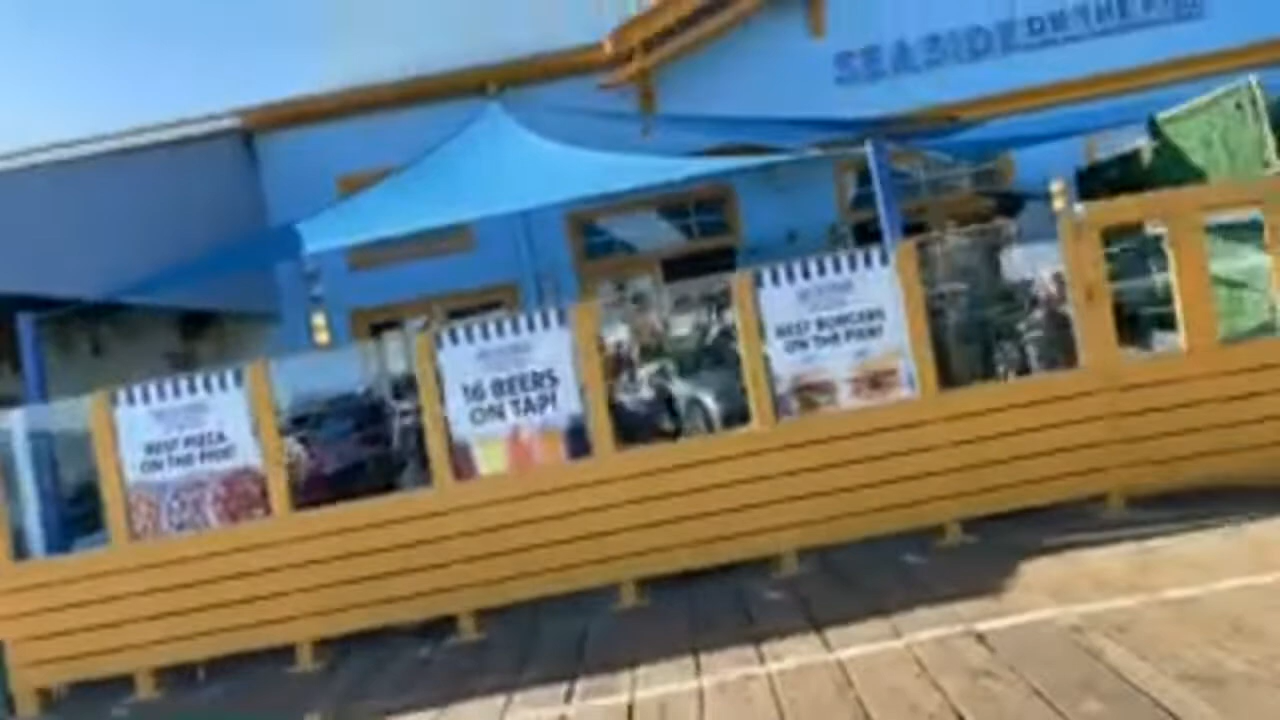 SEASIDE ON THE PIER
BEST PIZZA
ON THE PIER!
16 BEERS
ON TAP!
BEST BURGERS
ON THE PIER!